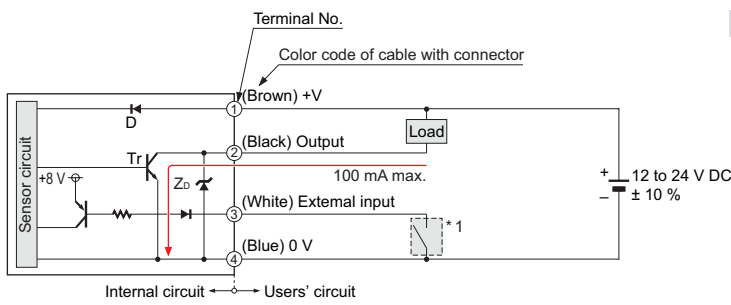 Terminal No.
Color code of cable with connector
(Brown) +V
1
D
Load
(Black) Output
2
Tr
Sensor circuit
+8 V
ZD
100 mA max.
+
12 to 24 V DC
–
± 10 %
(White) External input
3
* 1
(Blue) 0 V
4
Internal circuit
Users' circuit